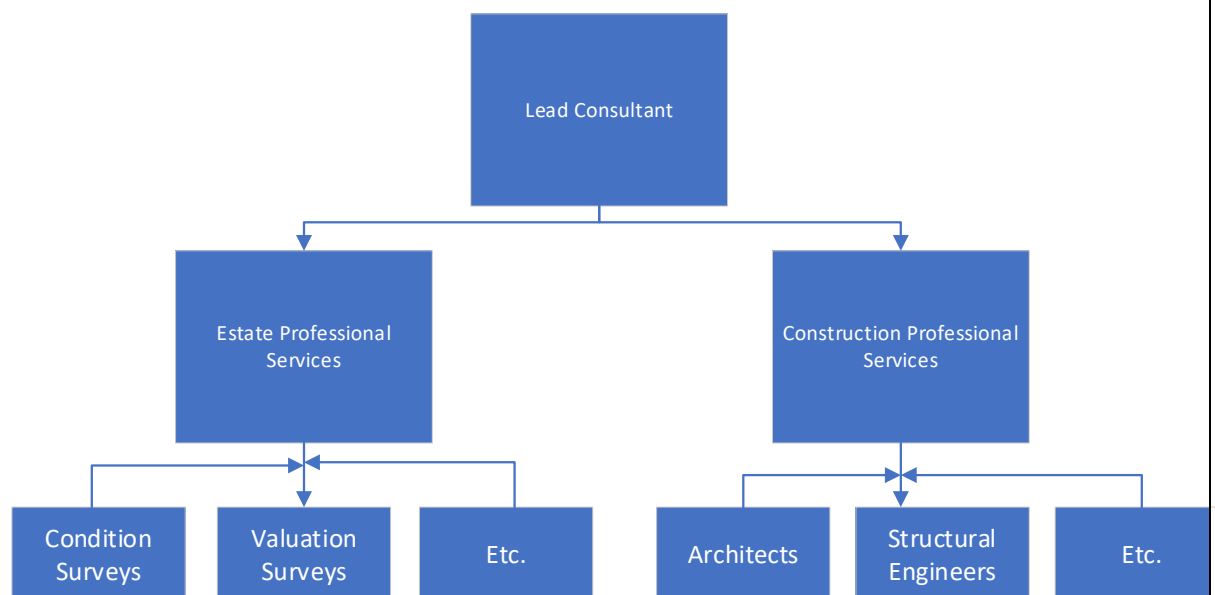 Lead Consultant
Estate Professional
Services
Construction Professional
Services
Condition
Surveys
Valuation
Surveys
Etc.
Architects
Structural
Engineers
Etc.